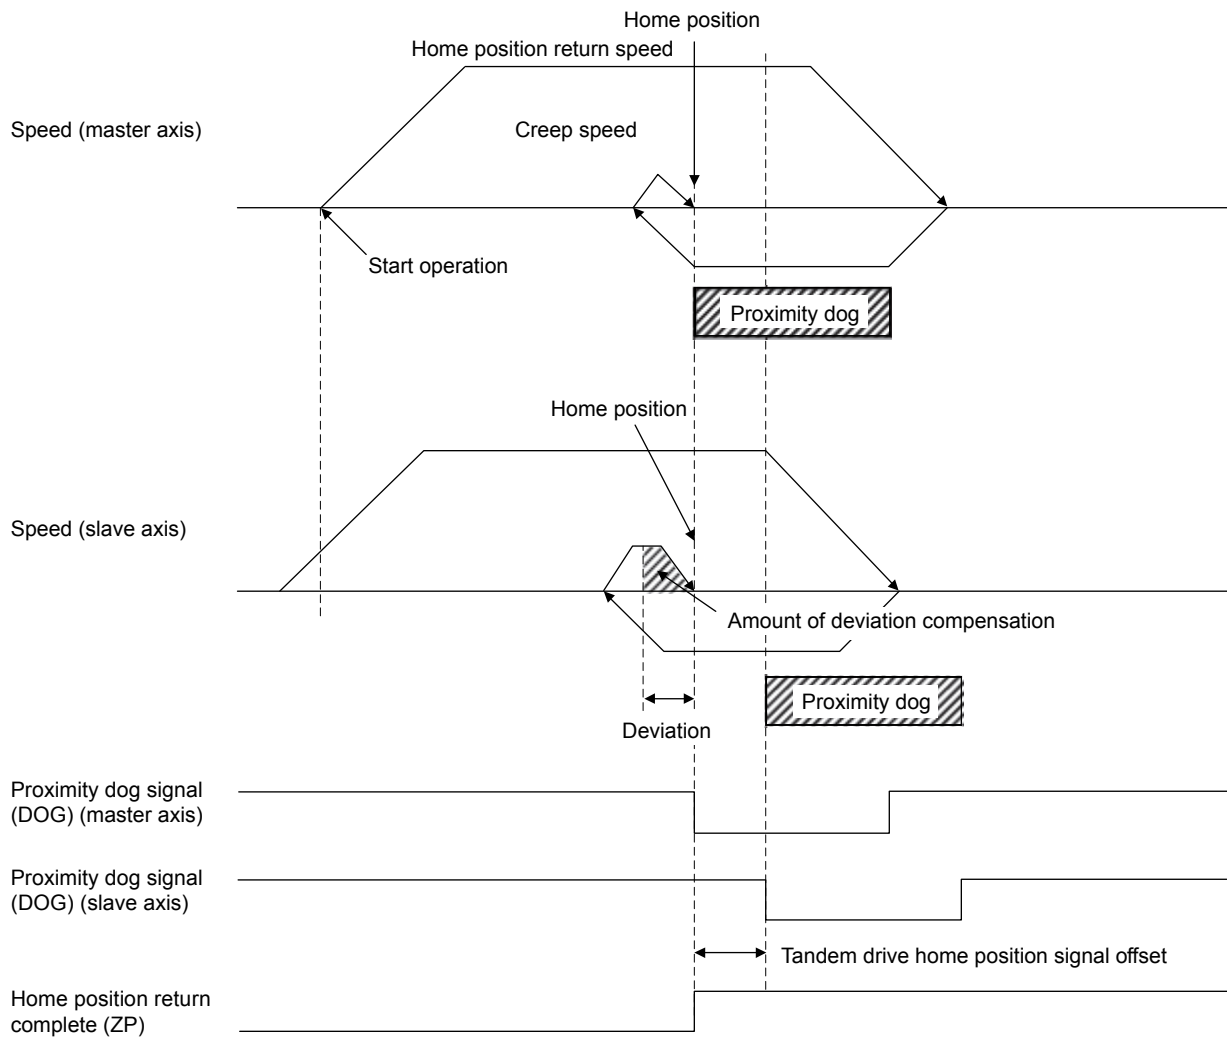 Home position
Home position return speed
Speed (master axis)
Creep speed
Start operation
Proximity dog
Home position
Speed (slave axis)
Amount of deviation compensation
Proximity dog
Deviation
Proximity dog signal
(DOG) (master axis)
Proximity dog signal
(DOG) (slave axis)
Tandem drive home position signal offset
Home position return
complete (ZP)